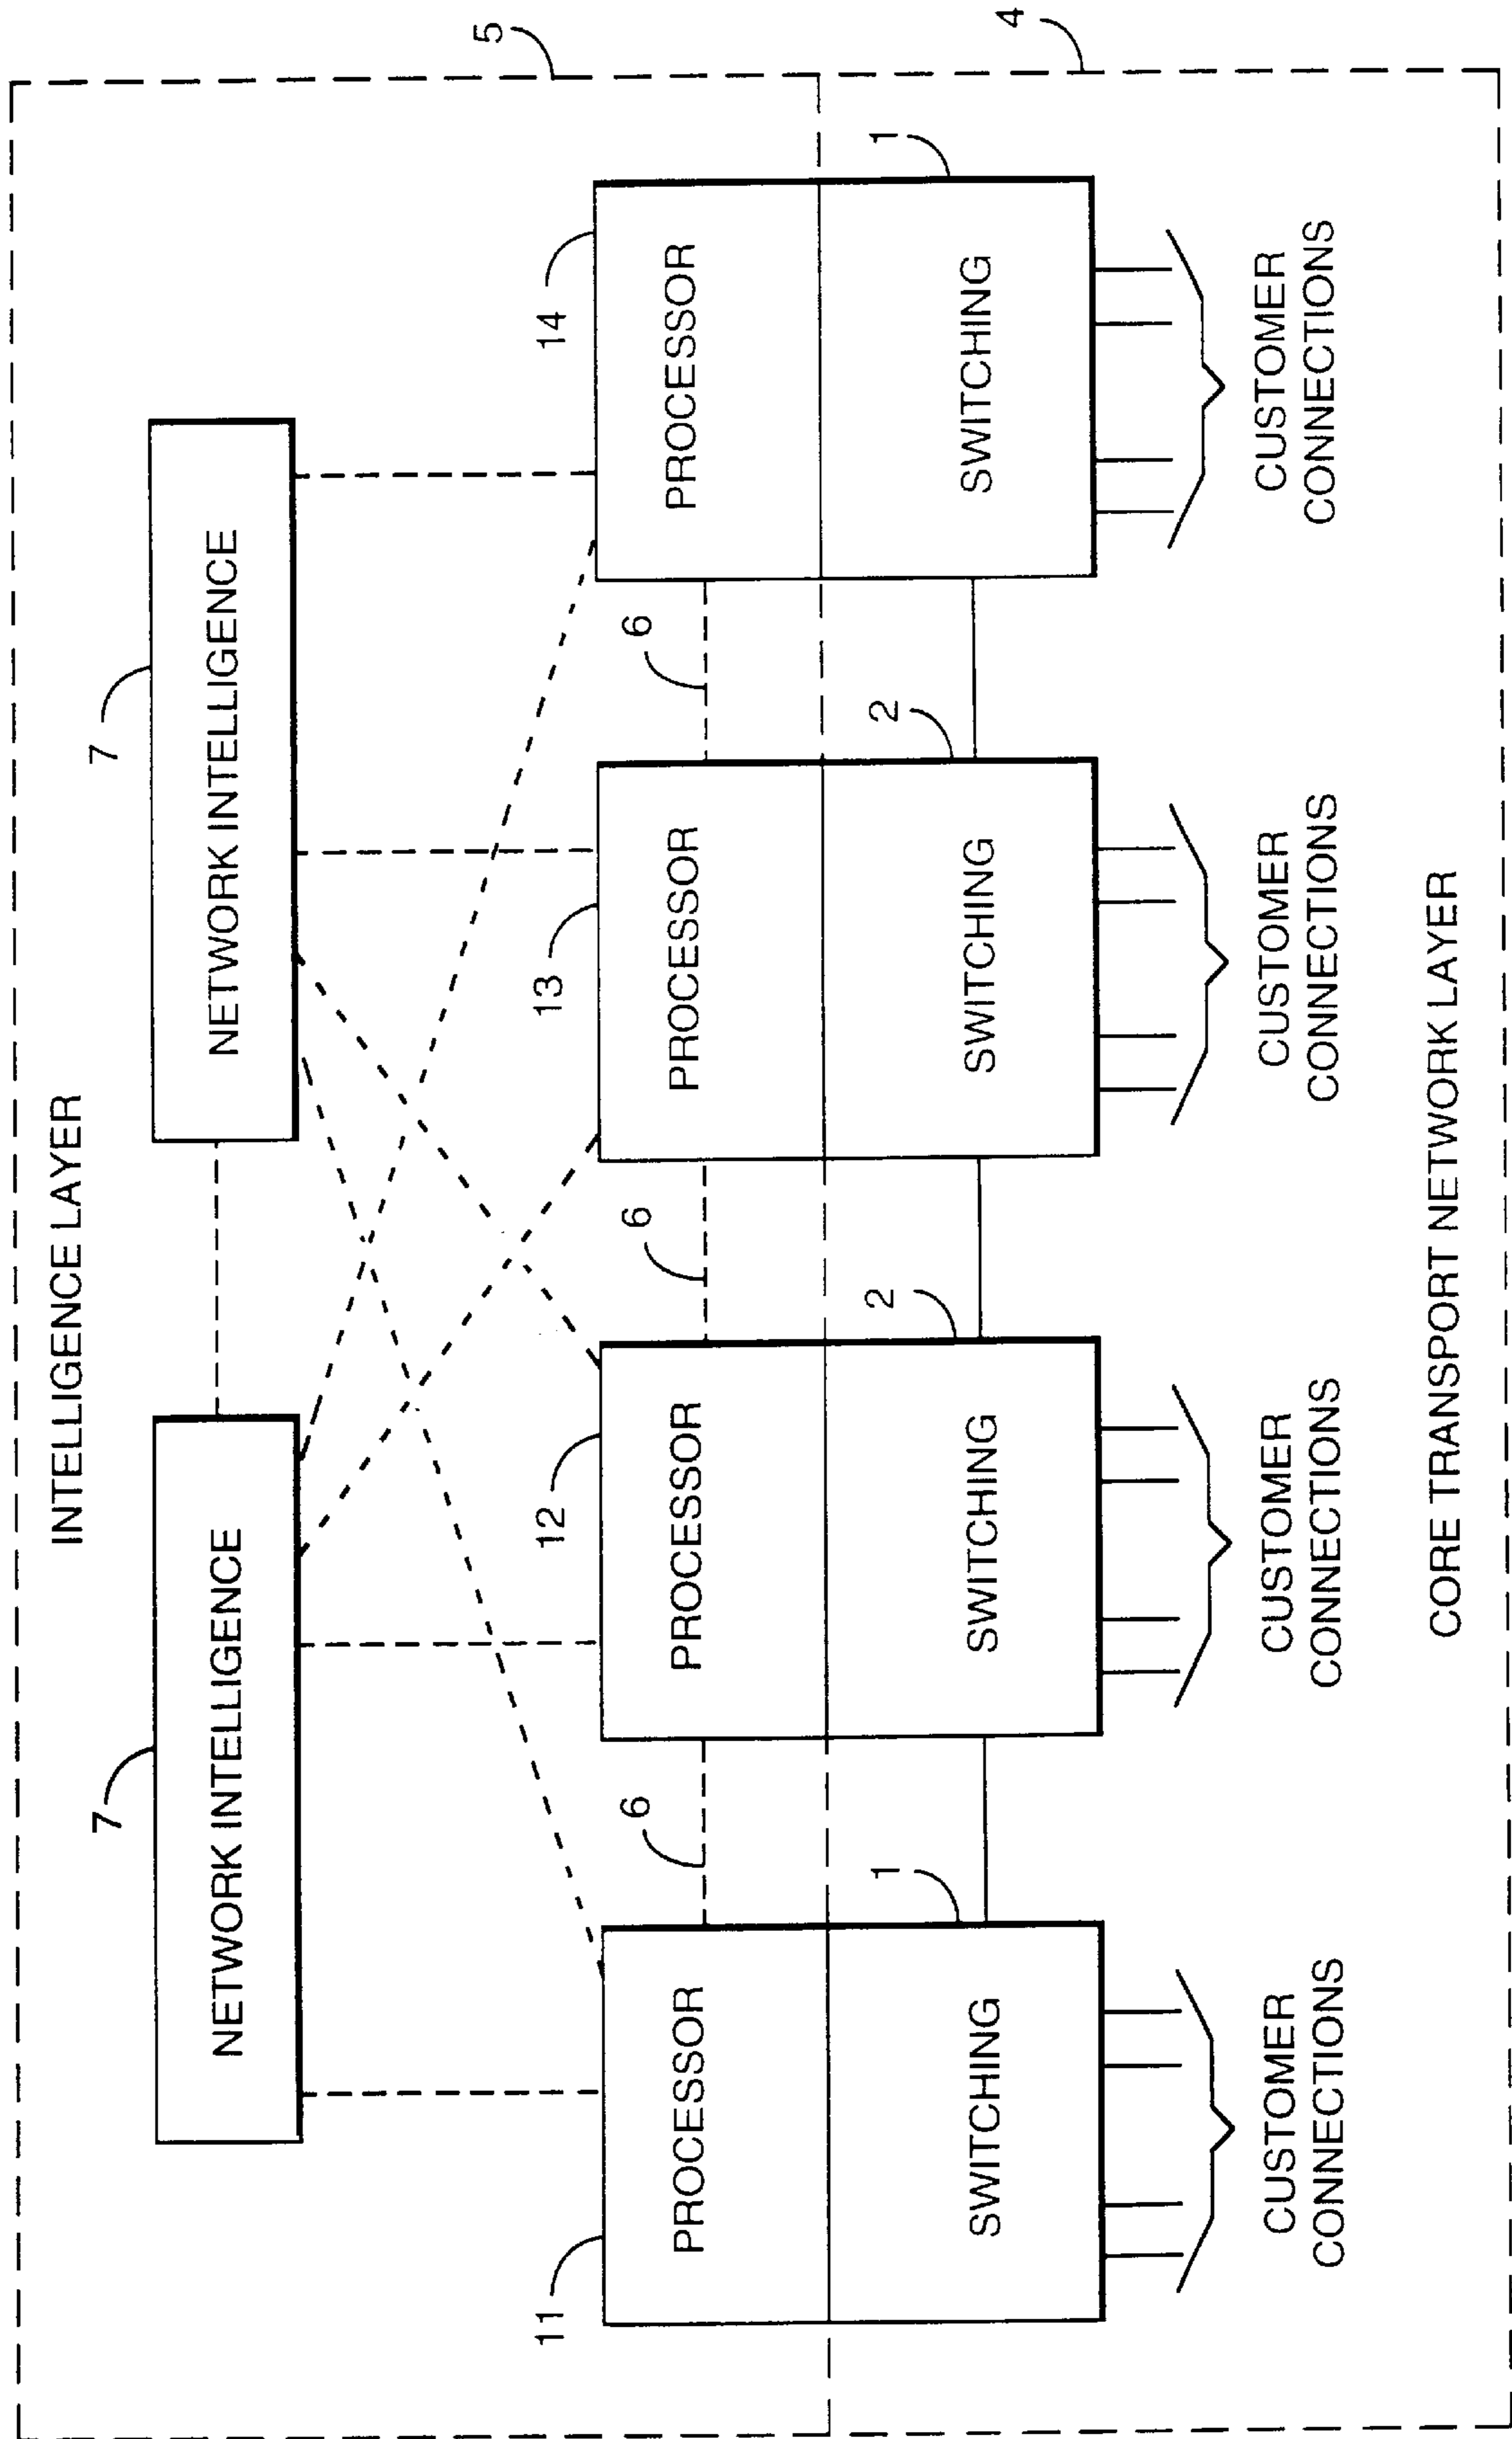 INTELLIGENCE LAYER
5
7
NETWORK INTELLIGENCE
7
NETWORK INTELLIGENCE
11
PROCESSOR
6
12
PROCESSOR
6
13
PROCESSOR
6
14
PROCESSOR
SWITCHING
1
SWITCHING
2
SWITCHING
2
SWITCHING
1
4
CUSTOMER
CONNECTIONS
CUSTOMER
CONNECTIONS
CUSTOMER
CONNECTIONS
CUSTOMER
CONNECTIONS
CORE TRANSPORT NETWORK LAYER